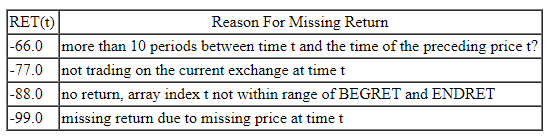 RET(t) Reason For Missing Return
-66.0 more than 10 periods between time t and the time of the preceding price t?
-77.0 not trading on the current exchange at time t
-88.0 no return, array index t not within range of BEGRET and ENDRET
-99.0 missing return due to missing price at time t